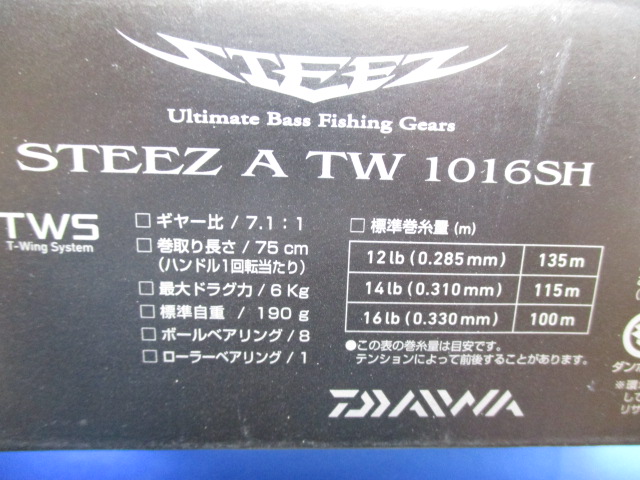 STEEZ
Ultimate Bass Fishing Gears
STEEZ A TW 1016SH
TWS
T-Wing System
□ ギヤー比 / 7.1：1
□ 巻取り長さ / 75 cm
（ハンドル1回転当たり）
□ 最大ドラグ力 / 6 Kg
□ 標準自重 / 190 g
□ ボールベアリング / 8
□ ローラーベアリング / 1
□ 標準巻糸量 (m)
12 lb (0.285 mm) 135 m
14 lb (0.310 mm) 115 m
16 lb (0.330 mm) 100 m
●この表の巻糸量は目安です。
テンションによって前後することがあります。
DAIWA
ダンボ